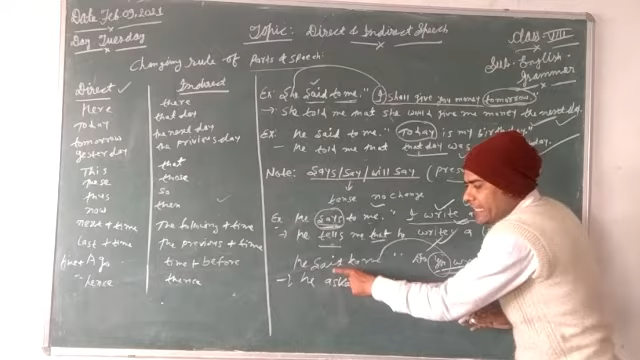 Date Feb 09, 2021
Day Tuesday
Topic: Direct & Indirect Speech
Class - VIII
Sub - English
Grammer
Changing rule of Parts of Speech
Direct Indirect
here there
Today that day
tomorrow the next day
yesterday the privies day
This that
these those
thus so
now then
next + time The following + time
last + time The previous + time
Ago time + before
hence thence
Ex: She said to me. "I shall give you money tomorrow."
→ She told me that she would give me money the next day.
Ex: He said to me. "Today is my birthday."
- He told me that that day was day.
Note: Says/Say/will say (
tense no change
Ex He says to me. "I write a
He tells me writes a
He said to me "
→ he ask